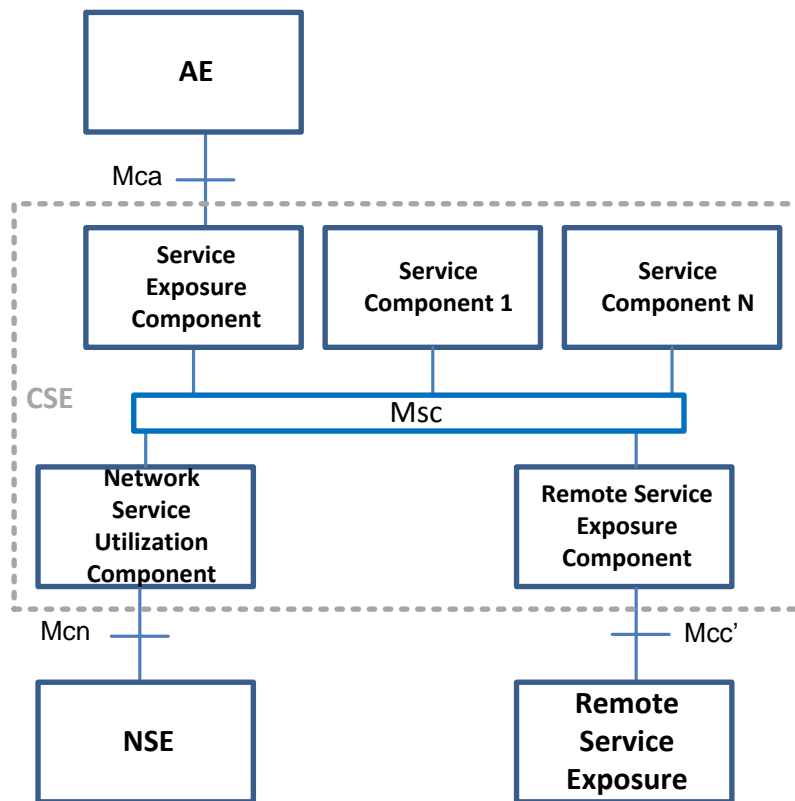 AE
Mca
Service
Exposure
Component
Service
Component 1
Service
Component N
CSE
Msc
Network
Service
Utilization
Component
Remote Service
Exposure
Component
Mcn
Mcc’
NSE
Remote
Service
Exposure